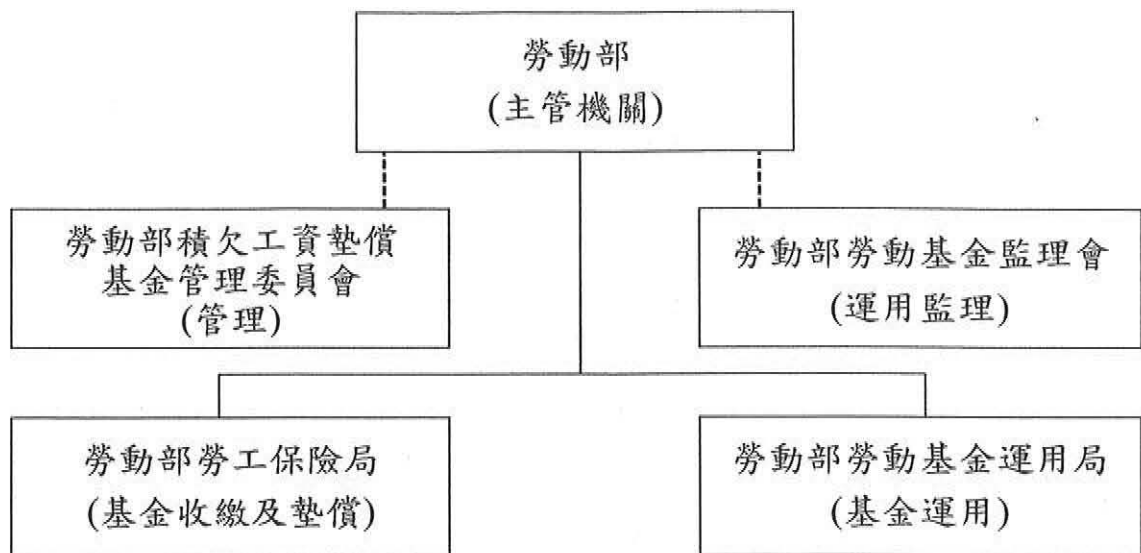 勞動部
(主管機關)
勞動部積欠工資墊償
基金管理委員會
(管理)
勞動部勞動基金監理會
(運用監理)
勞動部勞工保險局
(基金收繳及墊償)
勞動部勞動基金運用局
(基金運用)